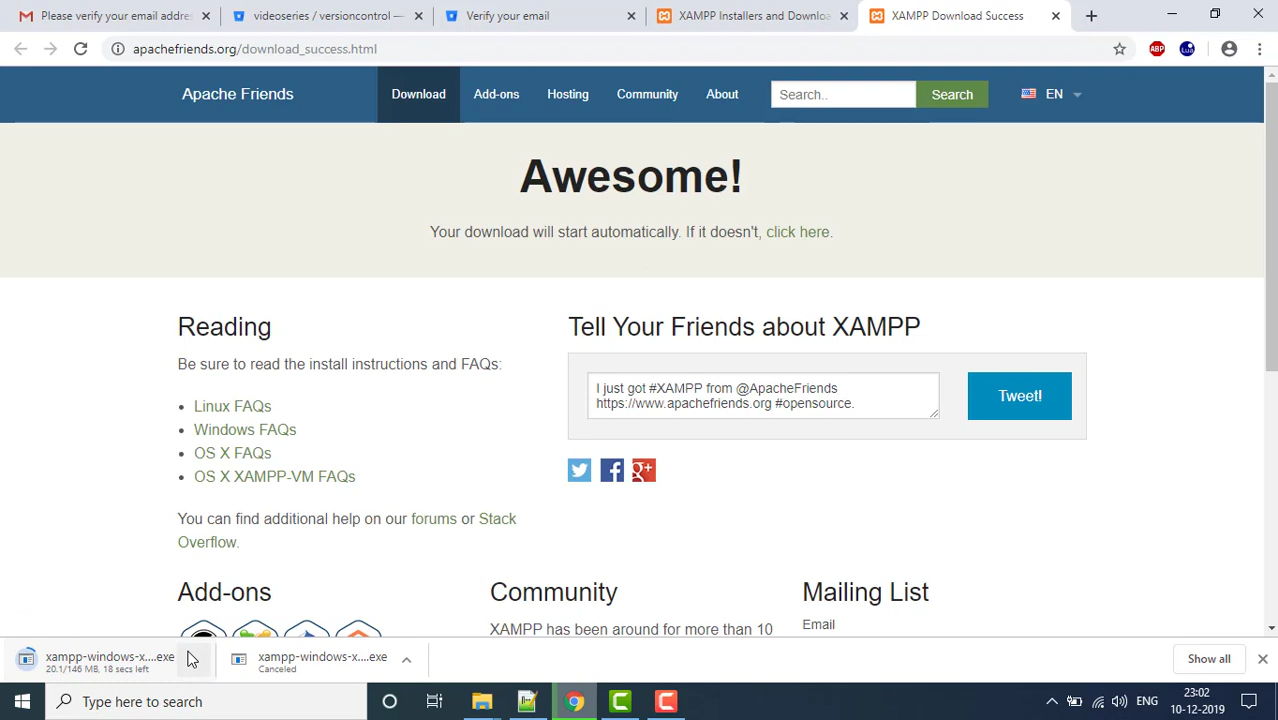 Please verify your email addre
videoseries / versioncontrol —
Verify your email
XAMPP Installers and Downloa
XAMPP Download Success
apachefriends.org/download_success.html
ABP
Apache Friends
Download
Add-ons
Hosting
Community
About
Search..
Search
EN
Awesome!
Your download will start automatically. If it doesn't, click here.
Reading
Be sure to read the install instructions and FAQs:
Linux FAQs
Windows FAQs
OS X FAQs
OS X XAMPP-VM FAQs
You can find additional help on our forums or Stack
Overflow.
Tell Your Friends about XAMPP
I just got #XAMPP from @ApacheFriends
https://www.apachefriends.org #opensource.
Tweet!
Add-ons
Community
XAMPP has been around for more than 10
Mailing List
Email
xampp-windows-x....exe
20.1/146 MB, 18 secs left
xampp-windows-x....exe
Canceled
Show all
Type here to search
ENG
23:02
10-12-2019